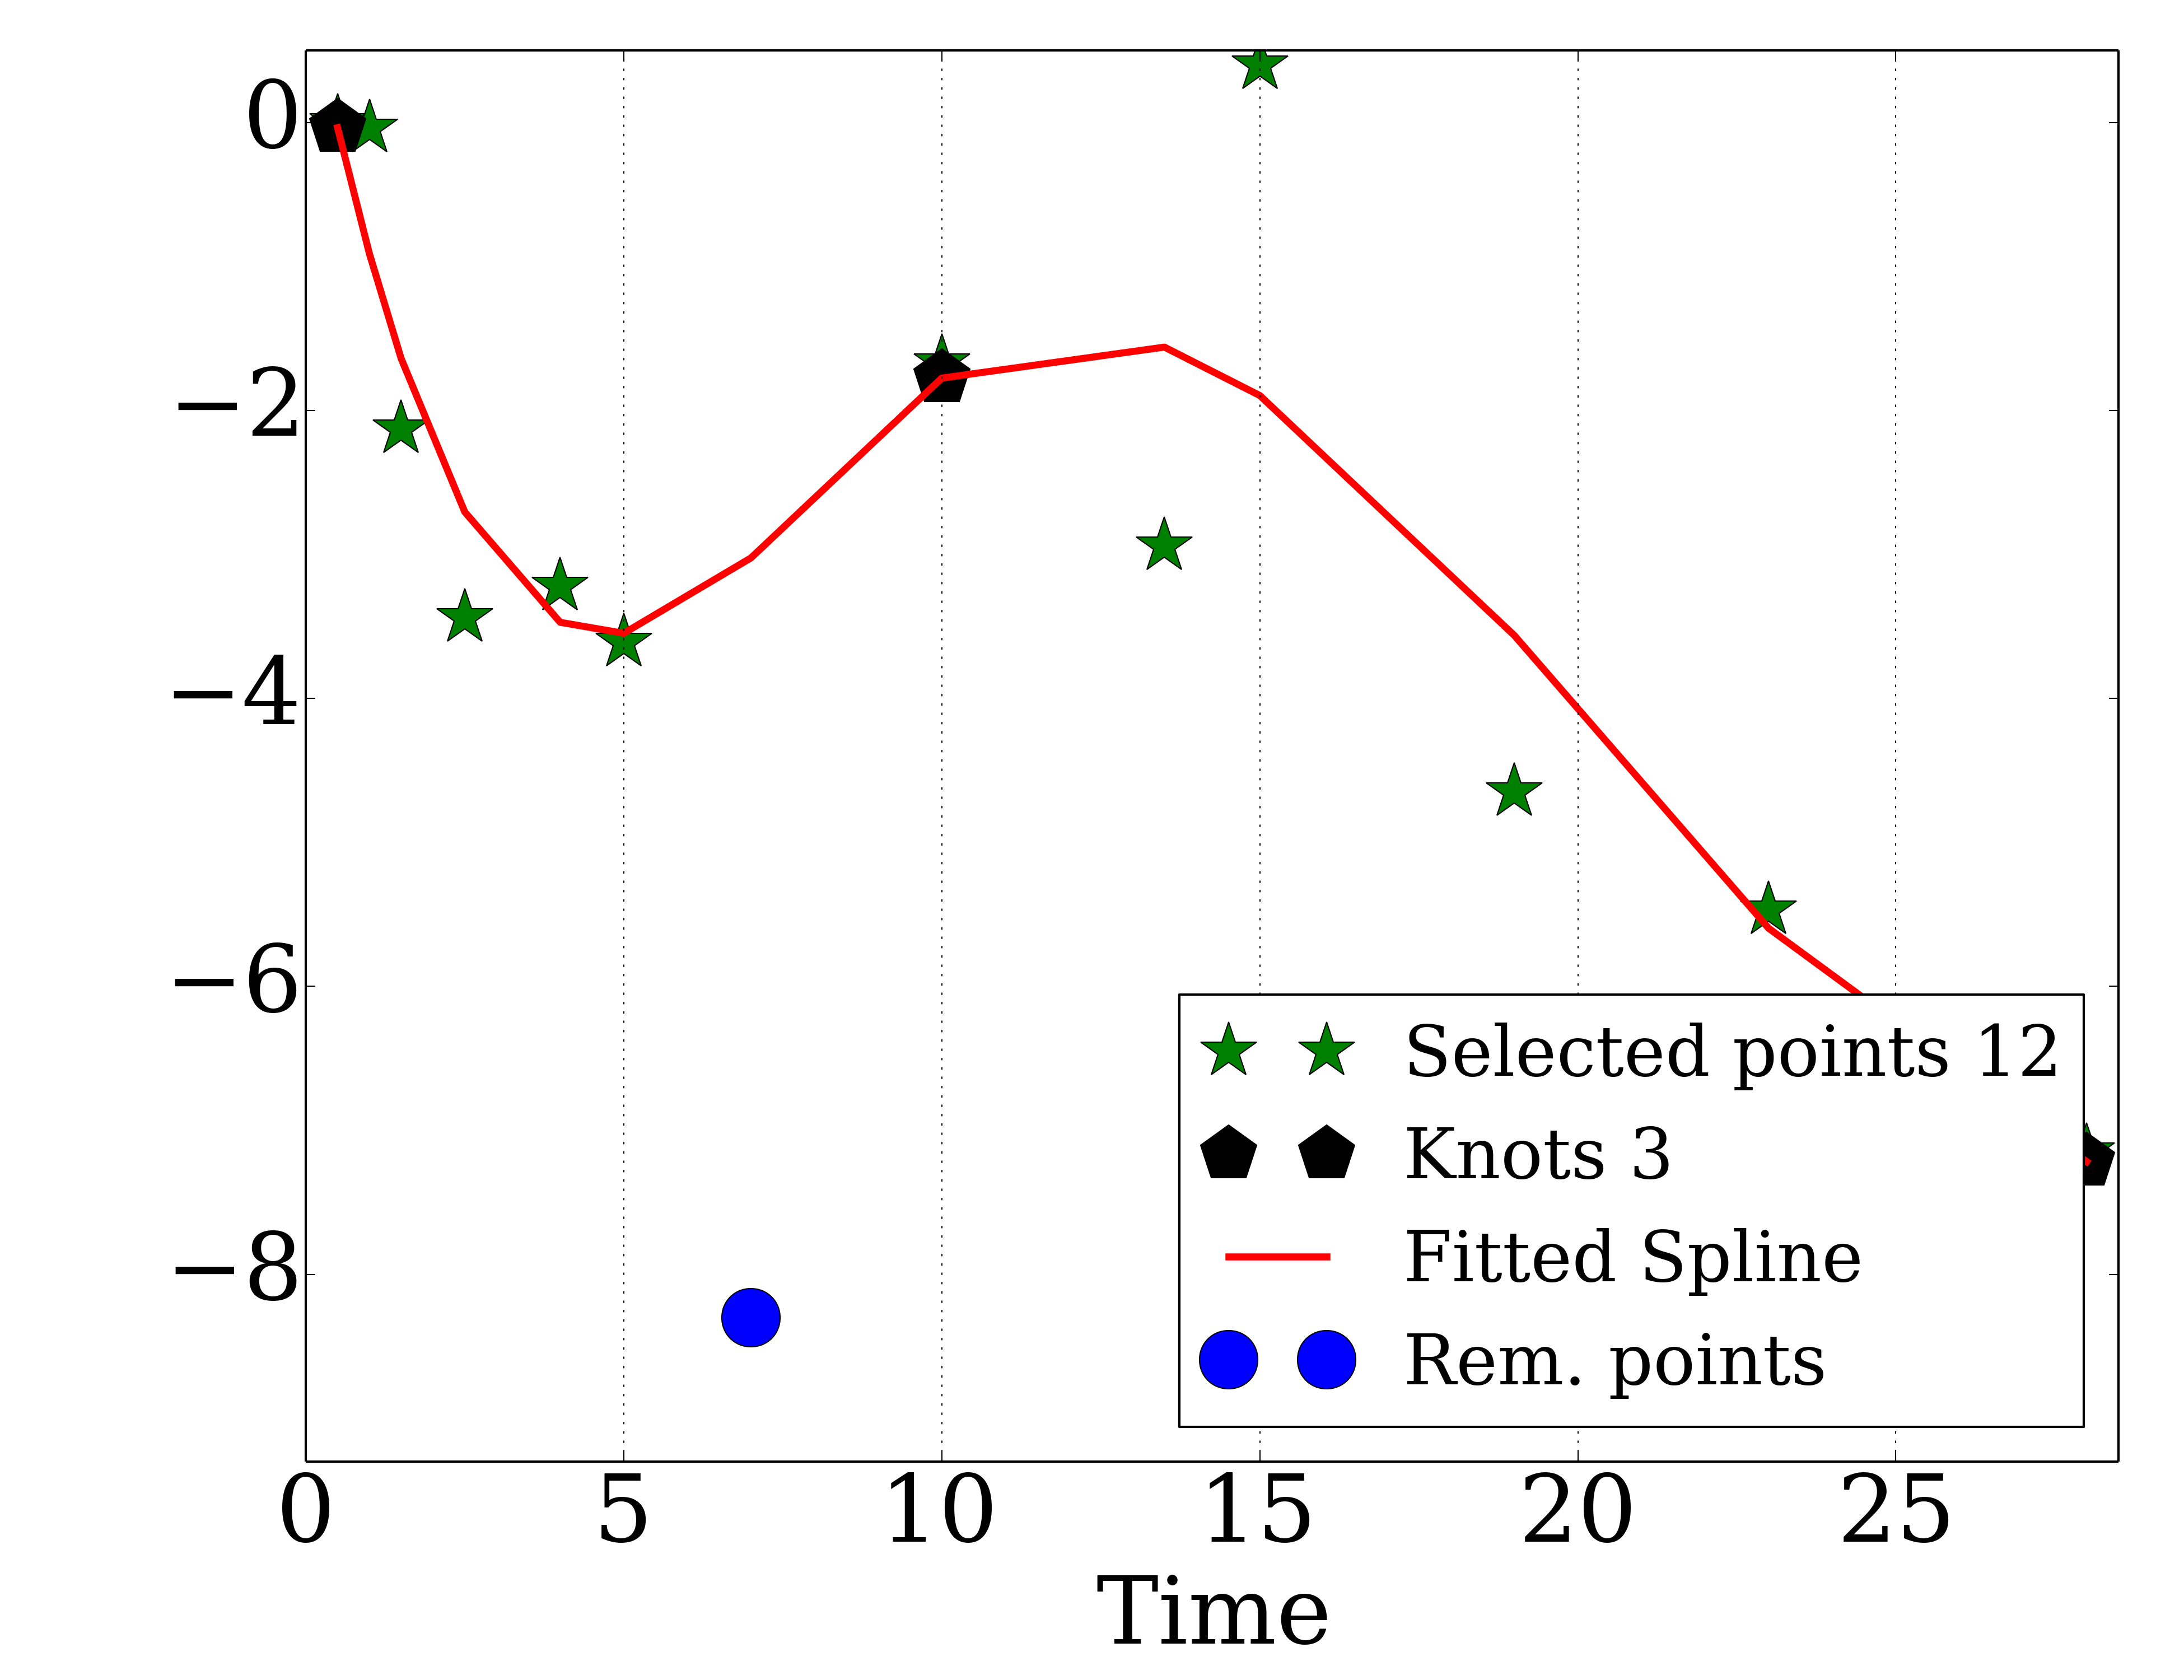 0
−2
−4
−6
−8
Selected points 12
Knots 3
Fitted Spline
Rem. points
0 5 10 15 20 25
Time